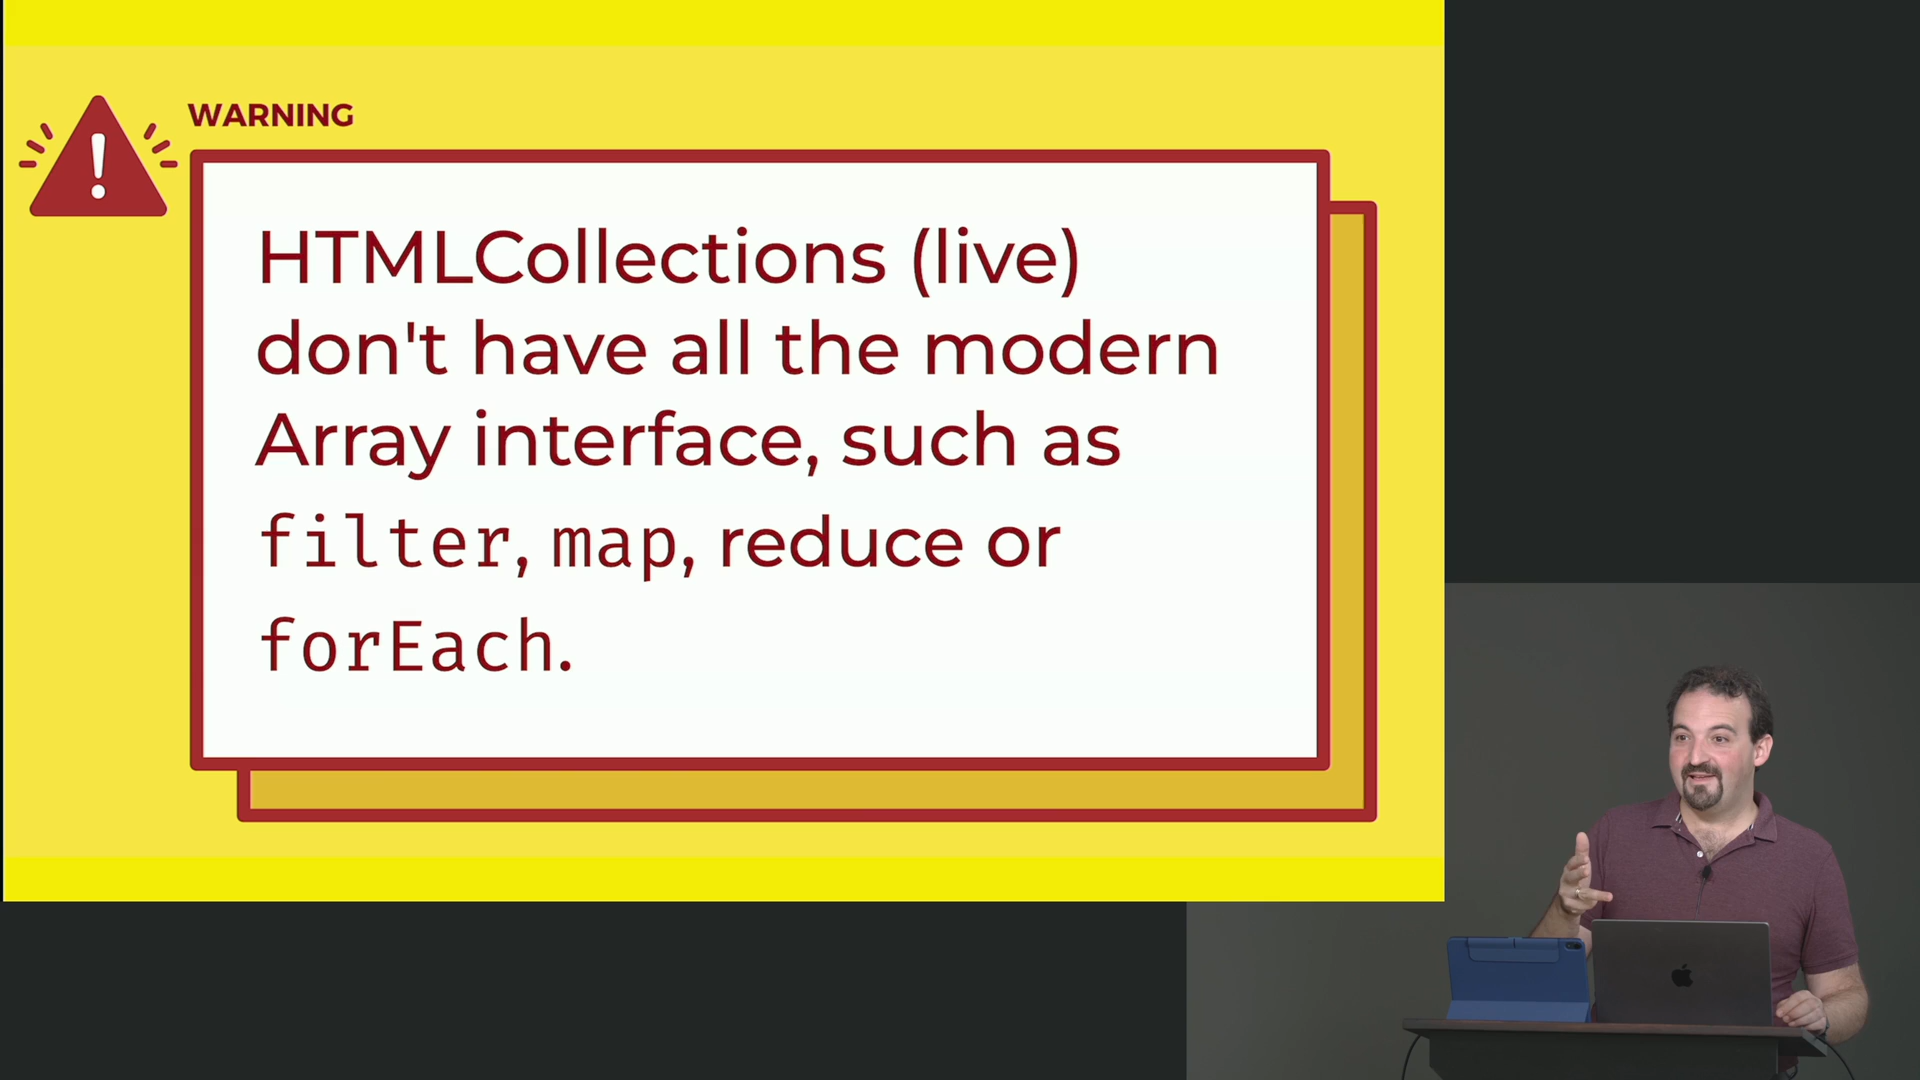 WARNING
HTMLCollections (live)
don't have all the modern
Array interface, such as
filter, map, reduce or
forEach.